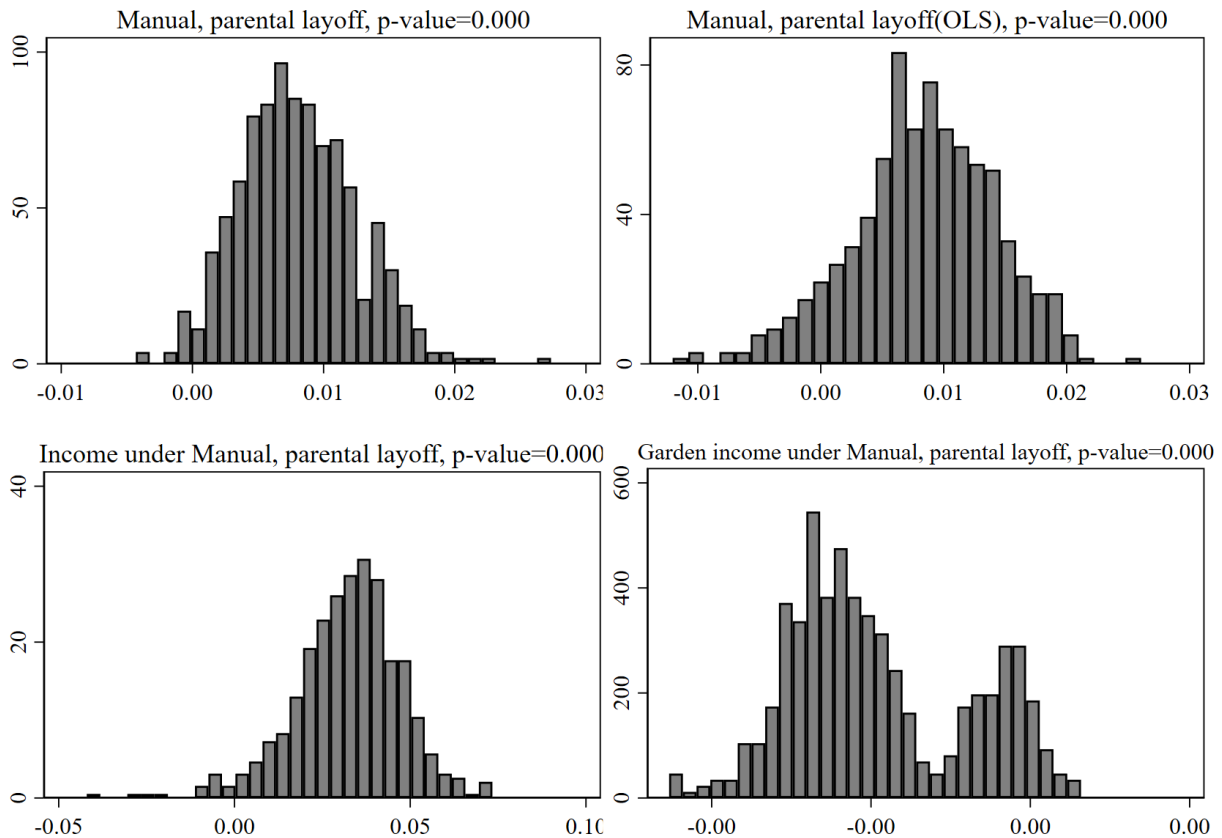 Manual, parental layoff, p-value=0.000
100
50
0
-0.01 0.00 0.01 0.02 0.03
Manual, parental layoff(OLS), p-value=0.000
80
40
0
-0.01 0.00 0.01 0.02 0.03
Income under Manual, parental layoff, p-value=0.000
40
20
0
-0.05 0.00 0.05 0.10
Garden income under Manual, parental layoff, p-value=0.000
600
400
200
0
-0.00 -0.00 0.00 0.00